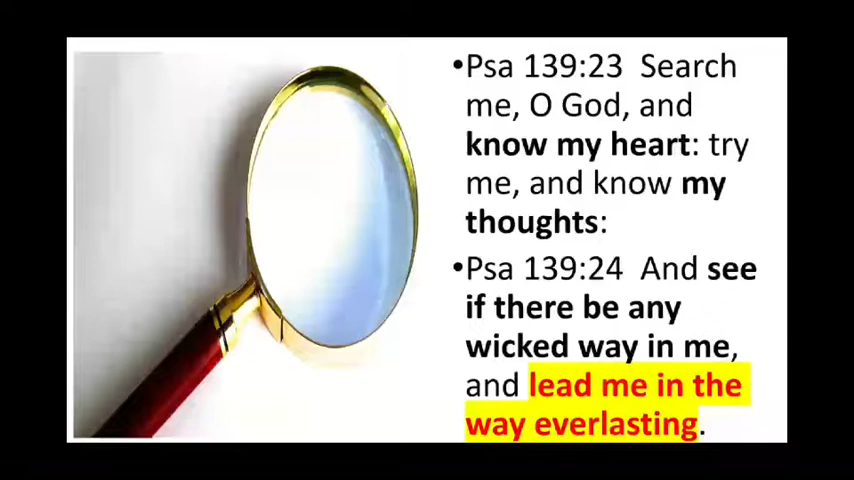 •Psa 139:23  Search
me, O God, and
know my heart: try
me, and know my
thoughts:
•Psa 139:24  And see
if there be any
wicked way in me,
and lead me in the
way everlasting.